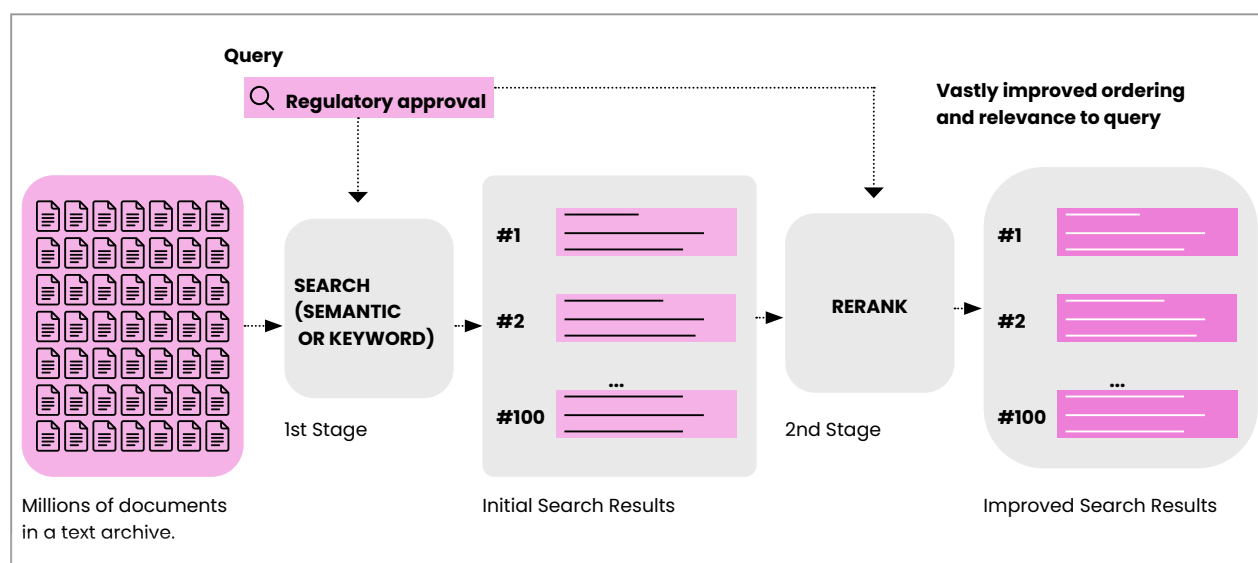 Query
Regulatory approval
Vastly improved ordering
and relevance to query
#1
#2
...
#100
SEARCH
(SEMANTIC
OR KEYWORD)
RERANK
#1
#2
...
#100
1st Stage
2nd Stage
Millions of documents
in a text archive.
Initial Search Results
Improved Search Results